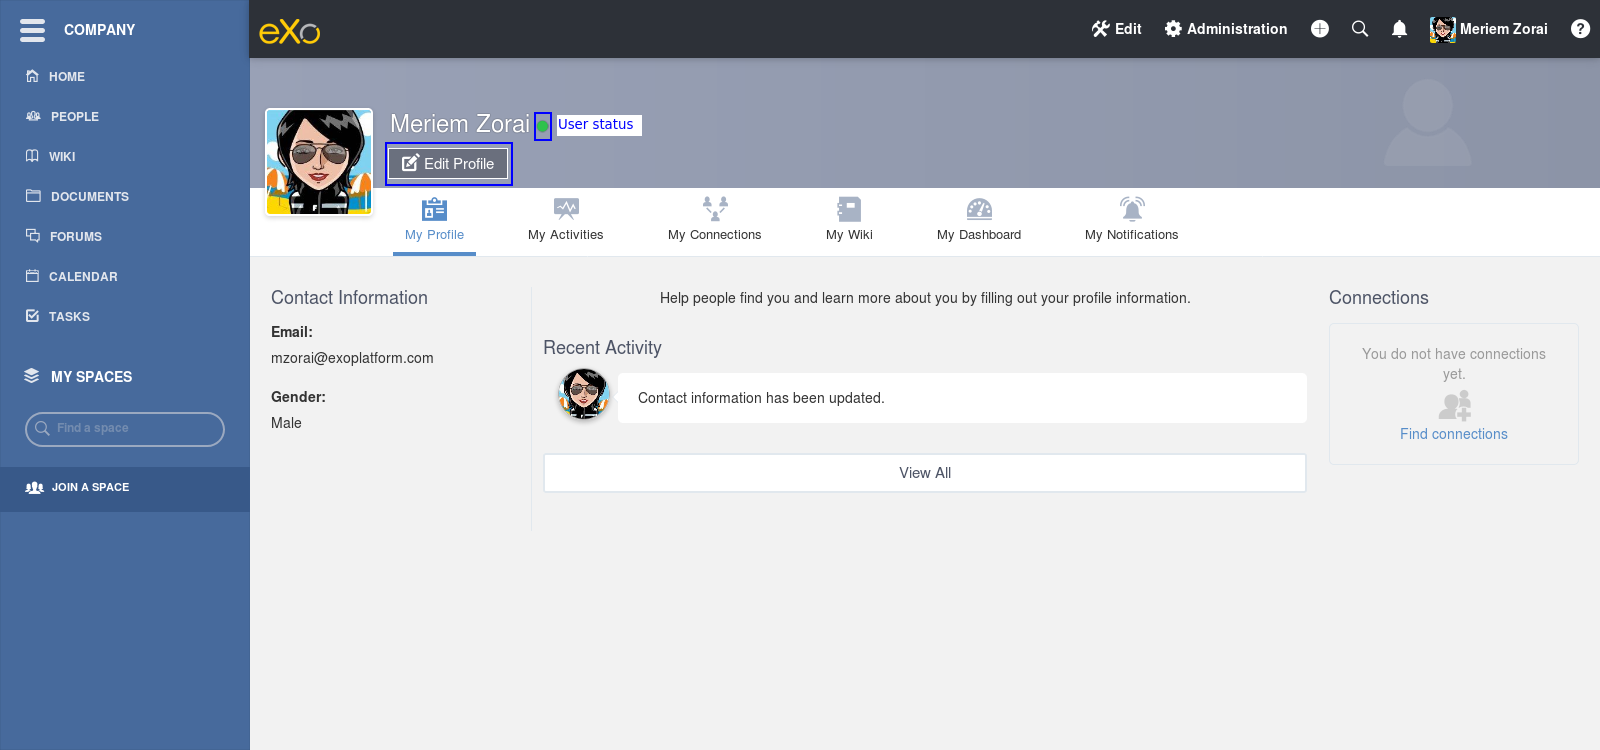 COMPANY
eXo
Edit
Administration
Meriem Zorai
HOME
PEOPLE
WIKI
DOCUMENTS
FORUMS
CALENDAR
TASKS
MY SPACES
Find a space
JOIN A SPACE
Meriem Zorai
User status
Edit Profile
My Profile
My Activities
My Connections
My Wiki
My Dashboard
My Notifications
Contact Information
Email:
mzorai@exoplatform.com
Gender:
Male
Help people find you and learn more about you by filling out your profile information.
Recent Activity
Contact information has been updated.
View All
Connections
You do not have connections
yet.
Find connections